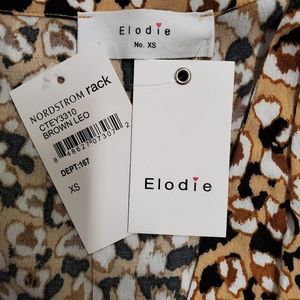 Elodie
No. XS
NORDSTROM rack
CTEY3310
BROWN LEO
DEPT:157
XS
Elodie